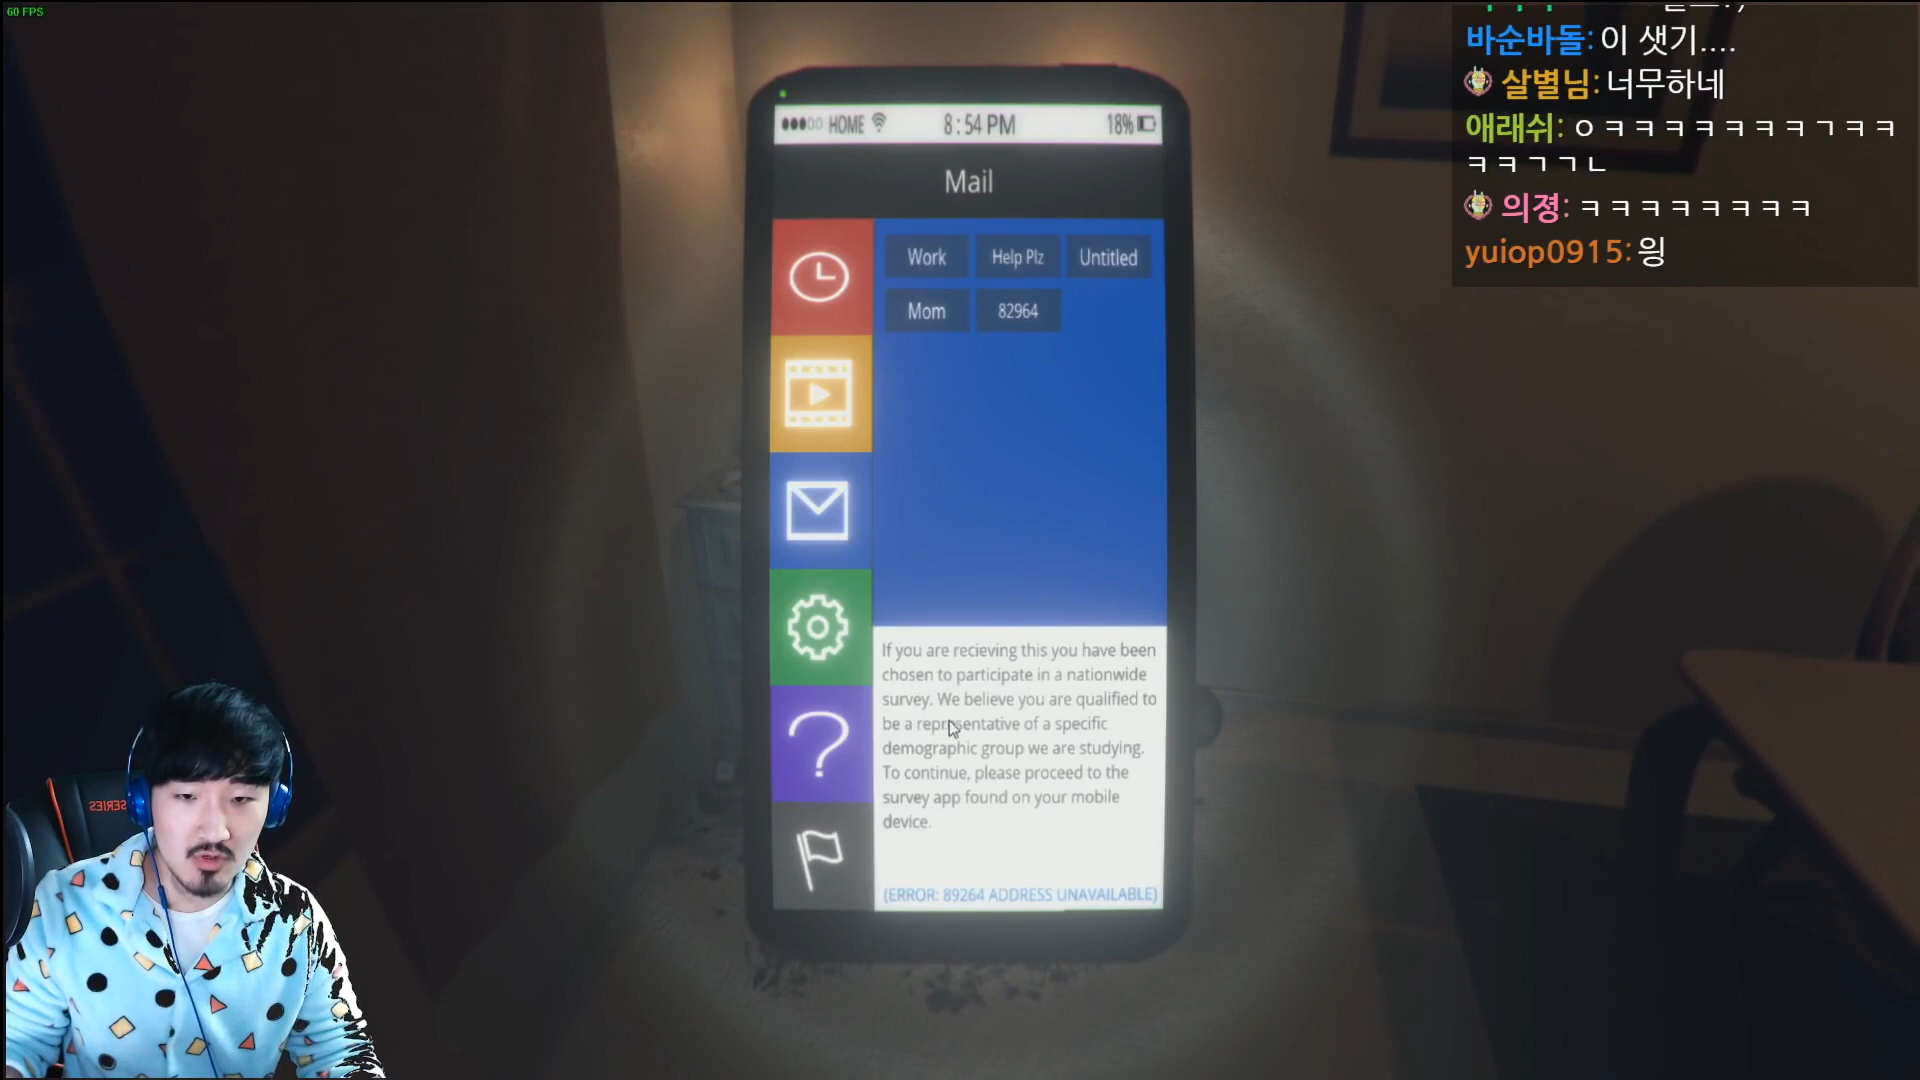 60 FPS
바순바돌: 이 샛기....
살별님: 너무하네
애래쉬: ㅇㅋㅋㅋㅋㅋㅋㅋㄱㅋㅋ
ㅋㅋㄱㄱㄴ
의졍: ㅋㅋㅋㅋㅋㅋㅋㅋ
yuiop0915: 잉
HOME 8:54 PM 18%
Mail
Work Help Plz Untitled
Mom 82964
If you are recieving this you have been
chosen to participate in a nationwide
survey. We believe you are qualified to
be a representative of a specific
demographic group we are studying.
To continue, please proceed to the
survey app found on your mobile
device.
(ERROR: 89264 ADDRESS UNAVAILABLE)
SERIES